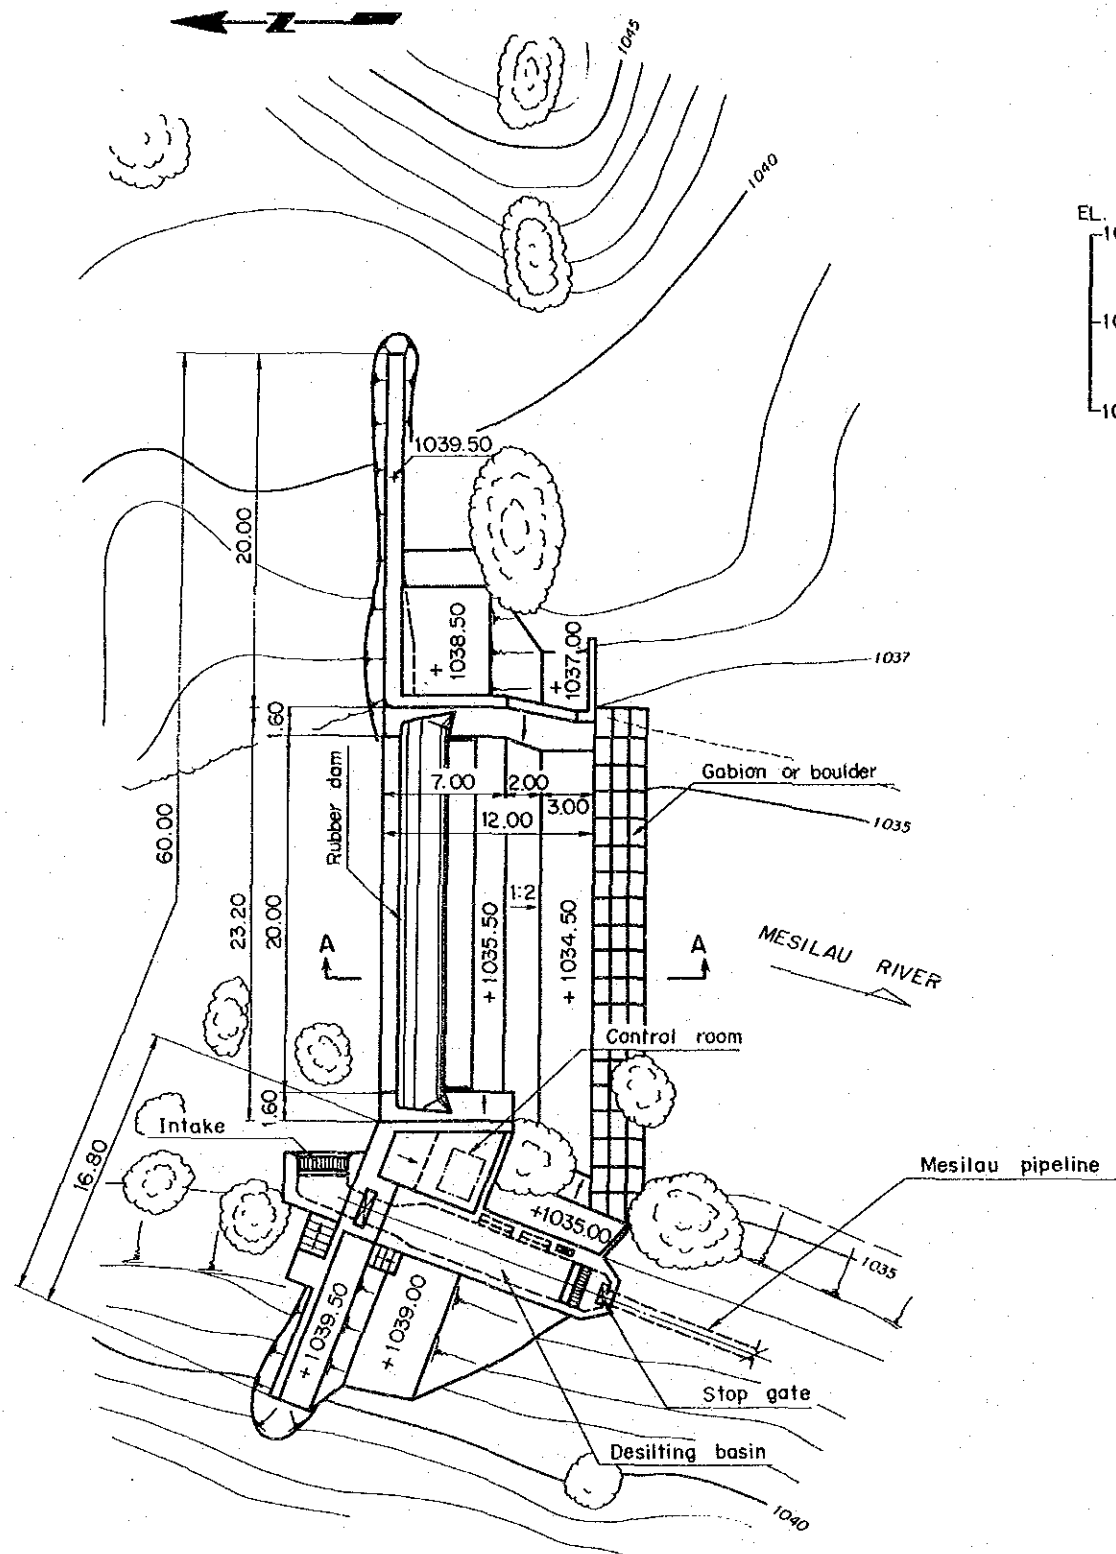 N
1045
1040
EL.
1039.50
20.00
+ 1038.50
+ 1037.00
1037
1.60
Gabion or boulder
7.00
2.00
3.00
12.00
1035
Rubber dam
60.00
23.20
20.00
1:2
+ 1035.50
+ 1034.50
A
A
MESILAU RIVER
Control room
1.60
Intake
16.80
Mesilau pipeline
+1035.00
1035
+ 1039.50
+ 1039.00
Stop gate
Desilting basin
1040